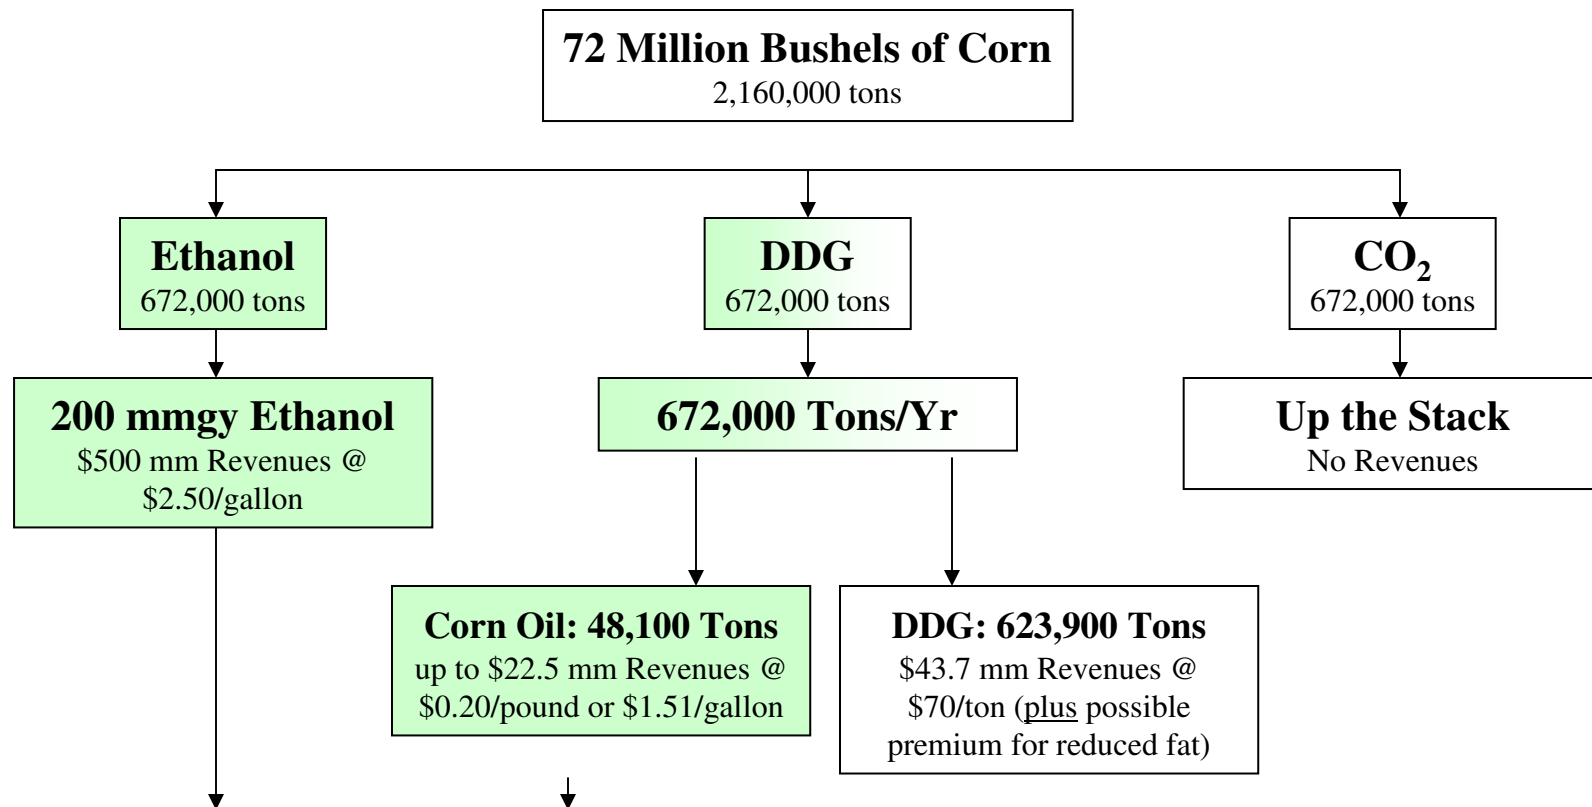 72 Million Bushels of Corn
2,160,000 tons
Ethanol
672,000 tons
DDG
672,000 tons
CO₂
672,000 tons
200 mmgy Ethanol
$500 mm Revenues @
$2.50/gallon
672,000 Tons/Yr
Up the Stack
No Revenues
Corn Oil: 48,100 Tons
up to $22.5 mm Revenues @
$0.20/pound or $1.51/gallon
DDG: 623,900 Tons
$43.7 mm Revenues @
$70/ton (plus possible
premium for reduced fat)